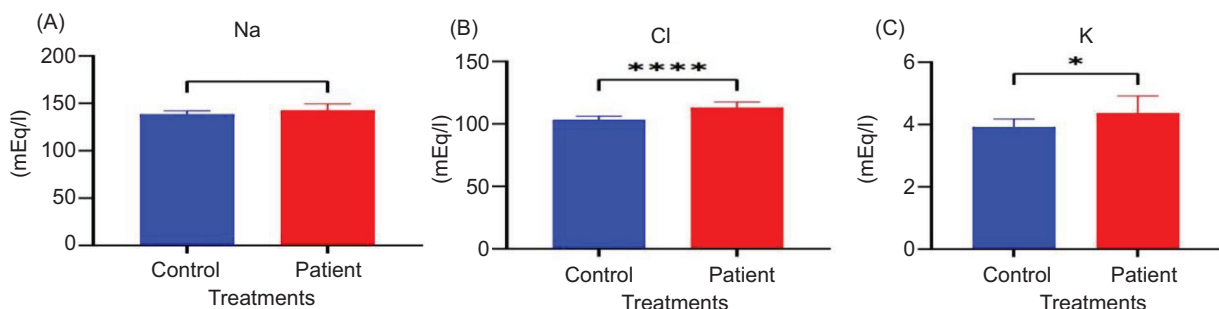 (A)
Na
200
150
100
50
0
(mEq/l)
Control Patient
Treatments
(B)
Cl
****
150
100
50
0
(mEq/l)
Control Patient
Treatments
(C)
K
*
6
4
2
0
(mEq/l)
Control Patient
Treatments